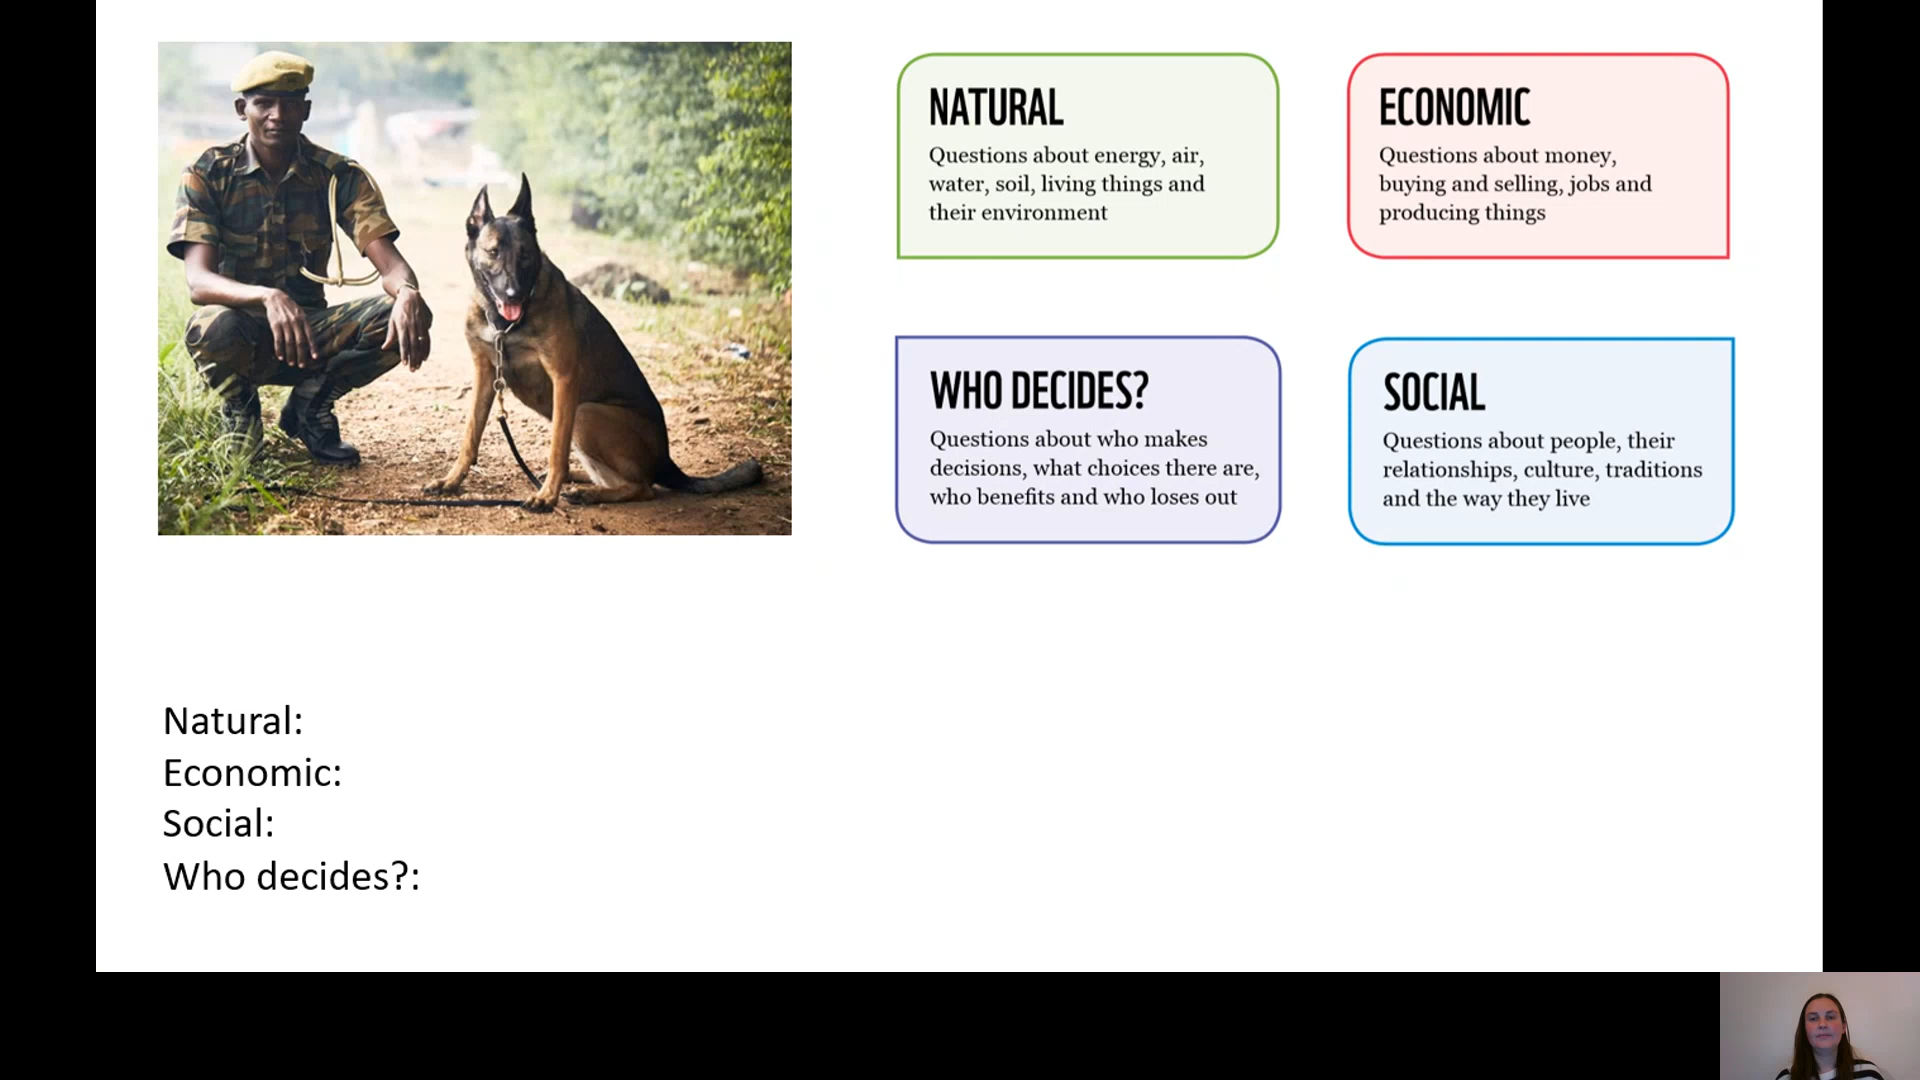 NATURAL
Questions about energy, air,
water, soil, living things and
their environment
ECONOMIC
Questions about money,
buying and selling, jobs and
producing things
WHO DECIDES?
Questions about who makes
decisions, what choices there are,
who benefits and who loses out
SOCIAL
Questions about people, their
relationships, culture, traditions
and the way they live
Natural:
Economic:
Social:
Who decides?: